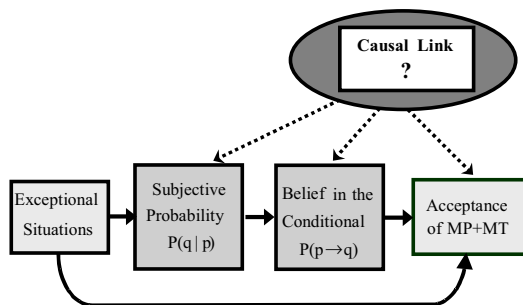 Causal Link
?
Exceptional
Situations
Subjective
Probability
P(q | p)
Belief in the
Conditional
P(p→q)
Acceptance
of MP+MT